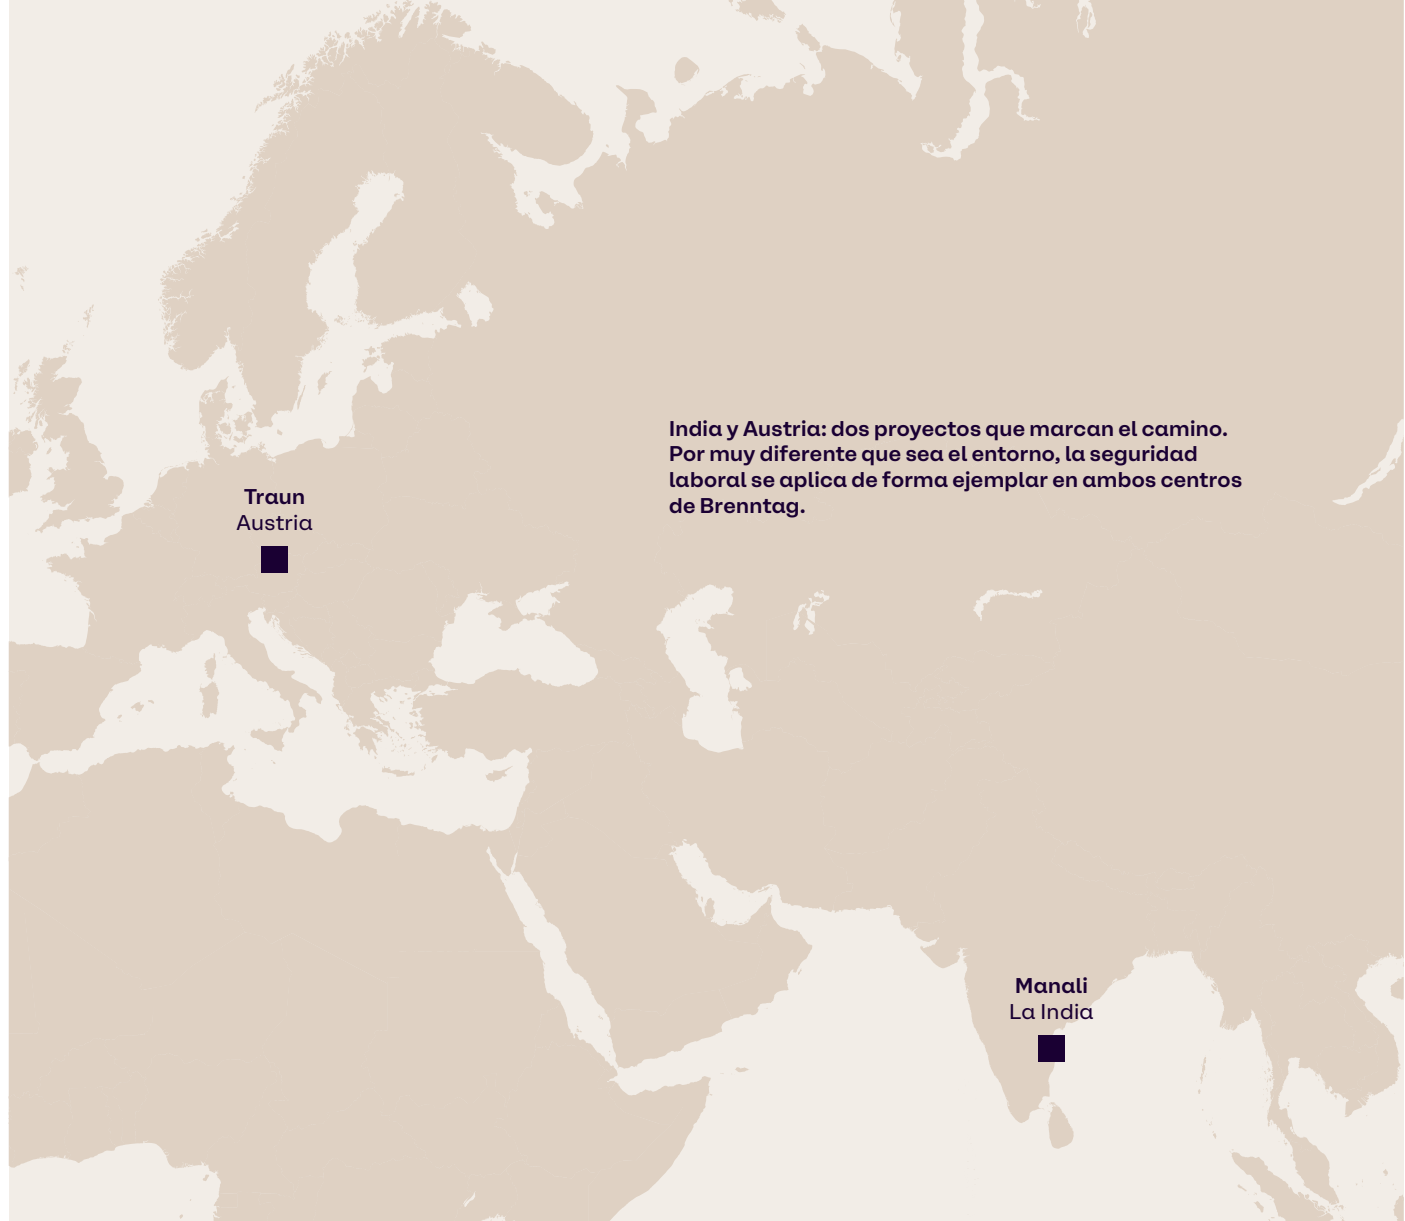 India y Austria: dos proyectos que marcan el camino.
Por muy diferente que sea el entorno, la seguridad
laboral se aplica de forma ejemplar en ambos centros
de Brenntag.
Traun
Austria
Manali
La India